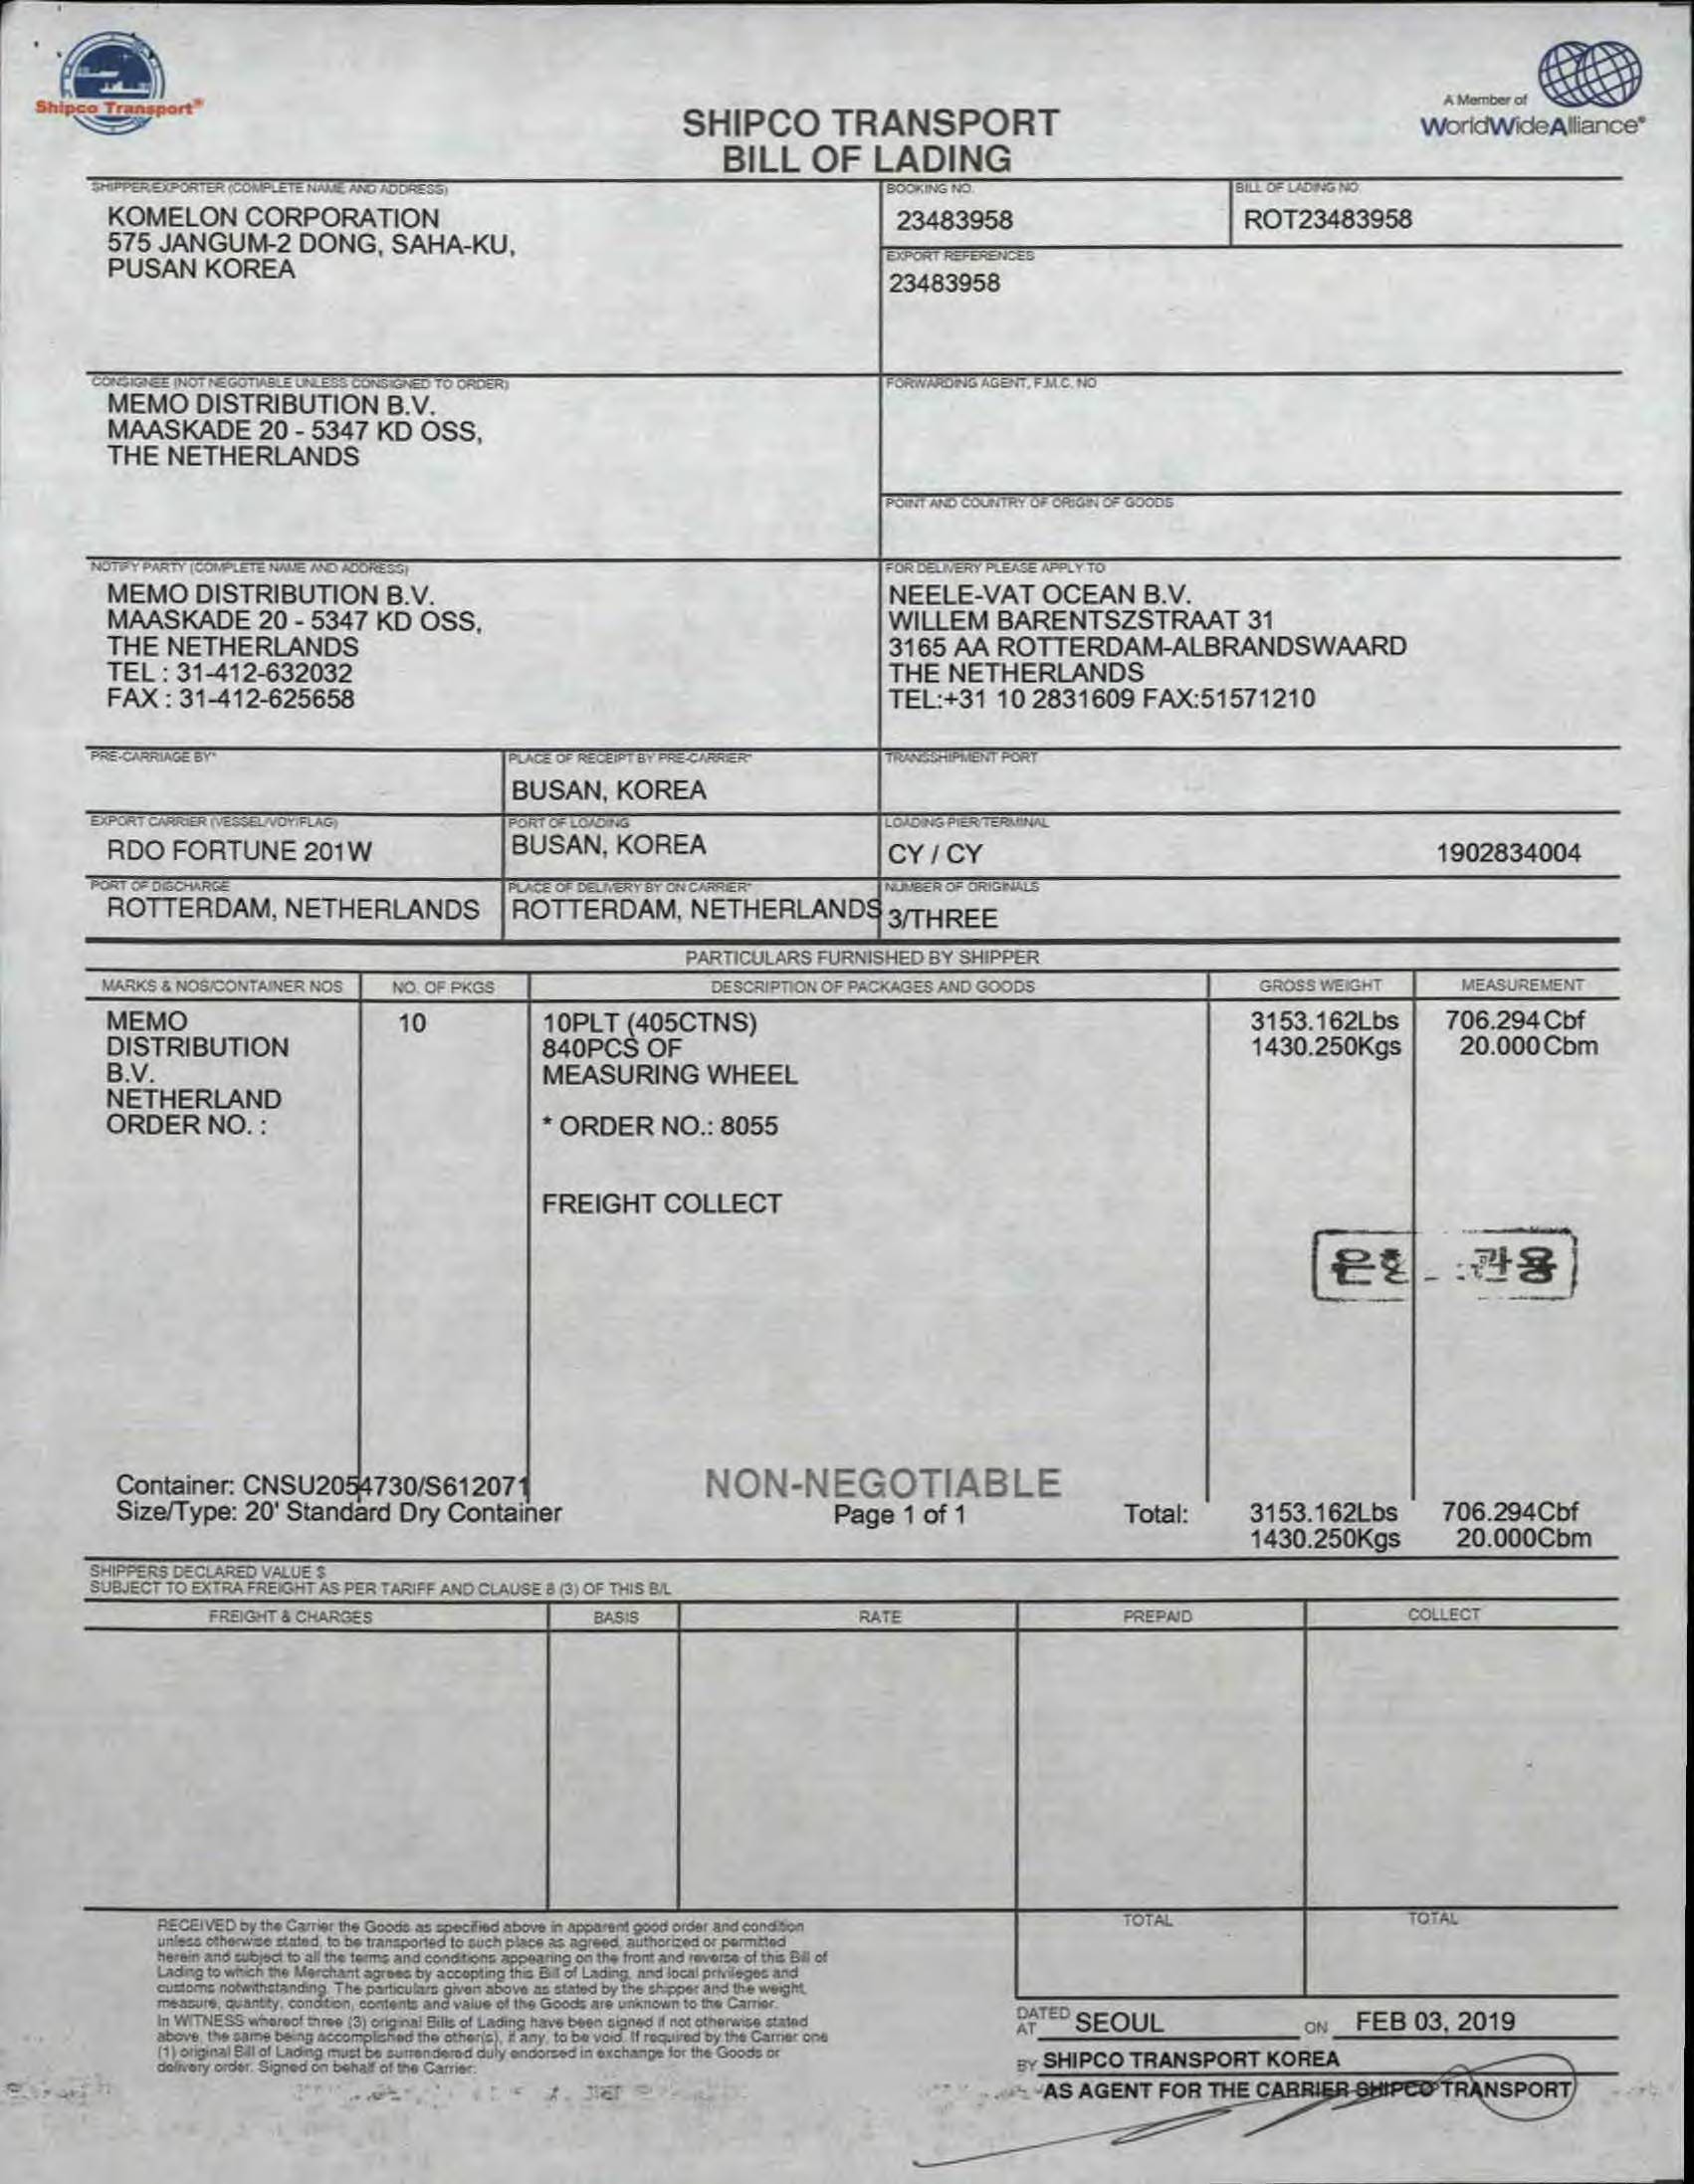 Shipco Transport®
A Member of
WorldWideAlliance®
SHIPCO TRANSPORT
BILL OF LADING
SHIPPER/EXPORTER (COMPLETE NAME AND ADDRESS)
KOMELON CORPORATION
575 JANGUM-2 DONG, SAHA-KU,
PUSAN KOREA
BOOKING NO.
23483958
BILL OF LADING NO.
ROT23483958
EXPORT REFERENCES
23483958
CONSIGNEE (NOT NEGOTIABLE UNLESS CONSIGNED TO ORDER)
MEMO DISTRIBUTION B.V.
MAASKADE 20 - 5347 KD OSS,
THE NETHERLANDS
FORWARDING AGENT, F.M.C. NO
POINT AND COUNTRY OF ORIGIN OF GOODS
NOTIFY PARTY (COMPLETE NAME AND ADDRESS)
MEMO DISTRIBUTION B.V.
MAASKADE 20 - 5347 KD OSS,
THE NETHERLANDS
TEL : 31-412-632032
FAX : 31-412-625658
FOR DELIVERY PLEASE APPLY TO
NEELE-VAT OCEAN B.V.
WILLEM BARENTSZSTRAAT 31
3165 AA ROTTERDAM-ALBRANDSWAARD
THE NETHERLANDS
TEL:+31 10 2831609 FAX:51571210
PRE-CARRIAGE BY*
PLACE OF RECEIPT BY PRE-CARRIER*
BUSAN, KOREA
TRANSSHIPMENT PORT
EXPORT CARRIER (VESSEL/VOY/FLAG)
RDO FORTUNE 201W
PORT OF LOADING
BUSAN, KOREA
LOADING PIER/TERMINAL
CY / CY 1902834004
PORT OF DISCHARGE
ROTTERDAM, NETHERLANDS
PLACE OF DELIVERY BY ON CARRIER*
ROTTERDAM, NETHERLANDS
NUMBER OF ORIGINALS
3/THREE
PARTICULARS FURNISHED BY SHIPPER
MARKS & NOS/CONTAINER NOS NO. OF PKGS DESCRIPTION OF PACKAGES AND GOODS GROSS WEIGHT MEASUREMENT
MEMO 10 10PLT (405CTNS) 3153.162Lbs 706.294Cbf
DISTRIBUTION 840PCS OF 1430.250Kgs 20.000Cbm
B.V. MEASURING WHEEL
NETHERLAND
ORDER NO. : * ORDER NO.: 8055
FREIGHT COLLECT
Container: CNSU2054730/S612071 NON-NEGOTIABLE
Size/Type: 20' Standard Dry Container Page 1 of 1 Total: 3153.162Lbs 706.294Cbf
1430.250Kgs 20.000Cbm
SHIPPERS DECLARED VALUE $
SUBJECT TO EXTRA FREIGHT AS PER TARIFF AND CLAUSE 8 (3) OF THIS B/L
FREIGHT & CHARGES BASIS RATE PREPAID COLLECT
TOTAL TOTAL
RECEIVED by the Carrier the Goods as specified above in apparent good order and condition
unless otherwise stated, to be transported to such place as agreed, authorized or permitted
herein and subject to all the terms and conditions appearing on the front and reverse of this Bill of
Lading to which the Merchant agrees by accepting this Bill of Lading, and local privileges and
customs notwithstanding. The particulars given above as stated by the shipper and the weight,
measure, quantity, condition, contents and value of the Goods are unknown to the Carrier.
In WITNESS whereof three (3) original Bills of Lading have been signed if not otherwise stated
above, the same being accomplished the other(s), if any, to be void. If required by the Carrier one
(1) original Bill of Lading must be surrendered duly endorsed in exchange for the Goods or
delivery order. Signed on behalf of the Carrier:
DATED
AT SEOUL ON FEB 03, 2019
BY SHIPCO TRANSPORT KOREA
AS AGENT FOR THE CARRIER SHIPCO TRANSPORT